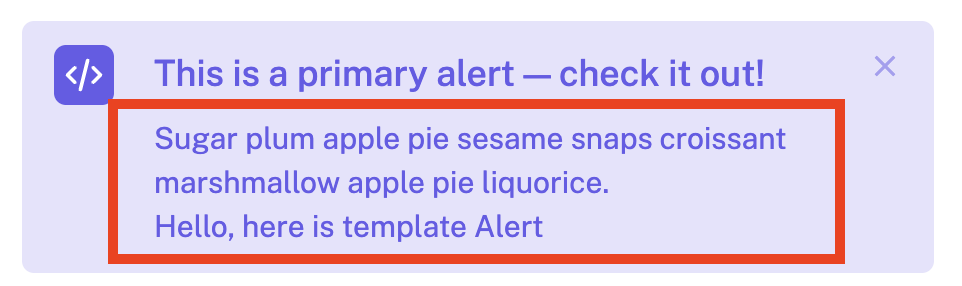 </>
This is a primary alert — check it out!
Sugar plum apple pie sesame snaps croissant
marshmallow apple pie liquorice.
Hello, here is template Alert